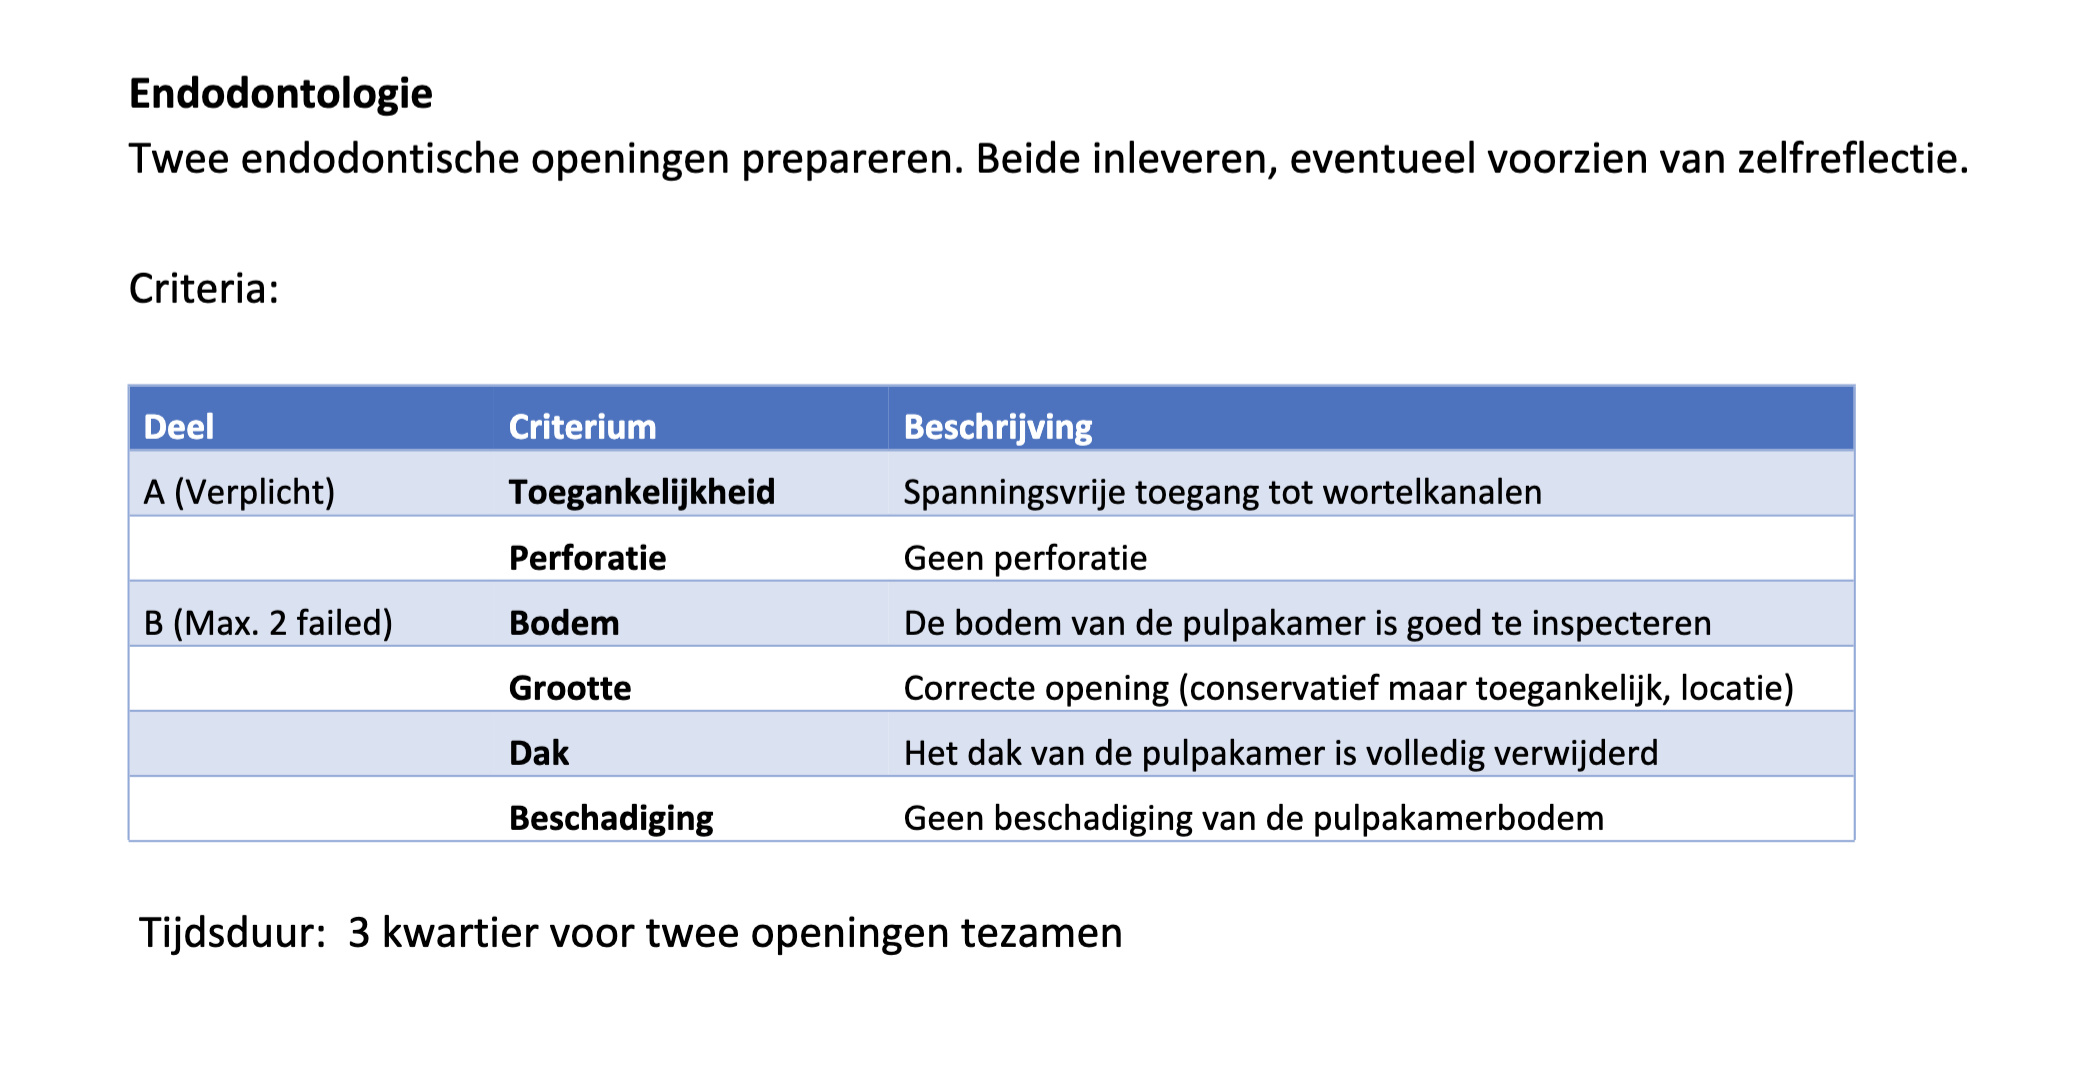 Endodontologie
Twee endodontische openingen prepareren. Beide inleveren, eventueel voorzien van zelfreflectie.
Criteria:
Deel Criterium Beschrijving
A (Verplicht) Toegankelijkheid Spanningsvrije toegang tot wortelkanalen
Perforatie Geen perforatie
B (Max. 2 failed) Bodem De bodem van de pulpakamer is goed te inspecteren
Grootte Correcte opening (conservatief maar toegankelijk, locatie)
Dak Het dak van de pulpakamer is volledig verwijderd
Beschadiging Geen beschadiging van de pulpakamerbodem
Tijdsduur: 3 kwartier voor twee openingen tezamen